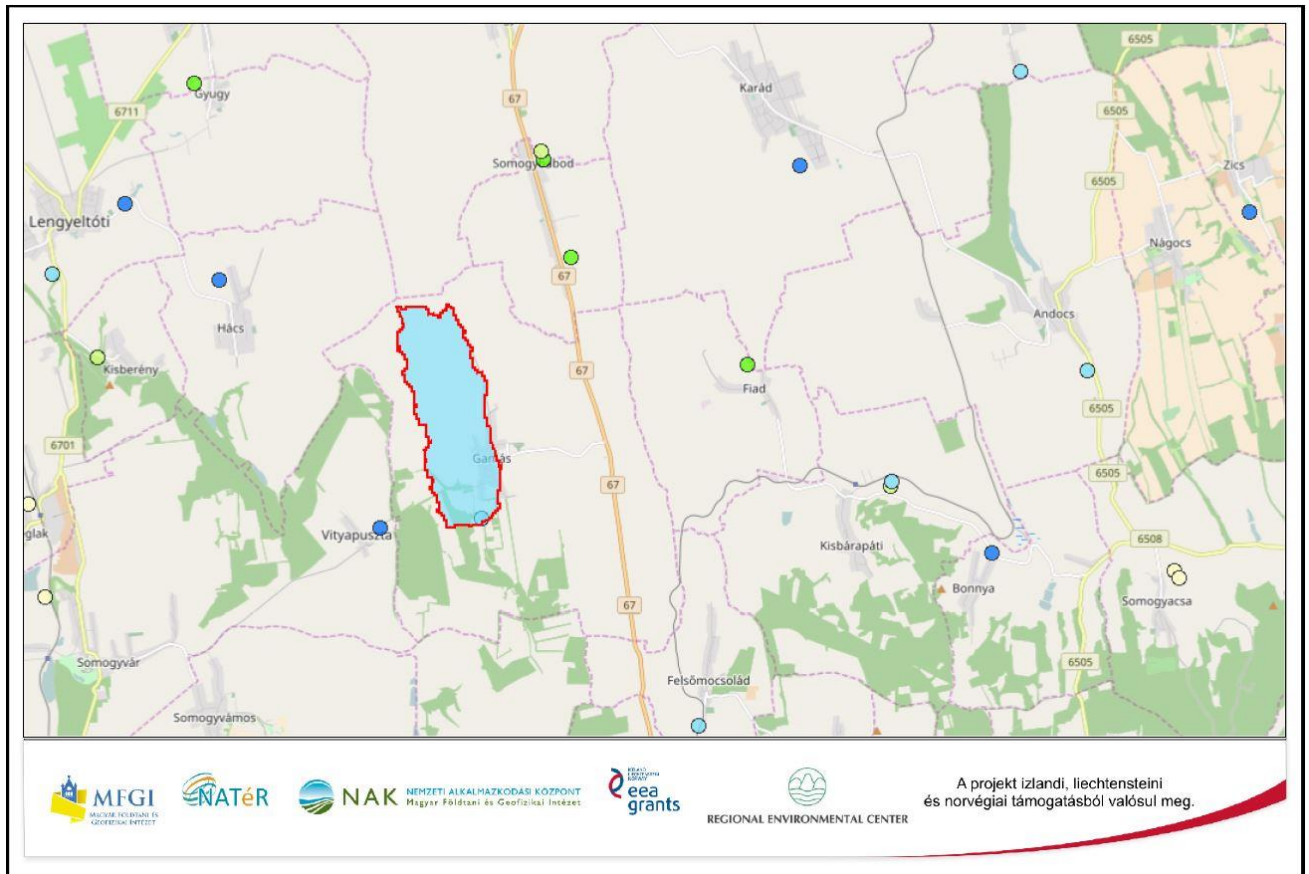 6505
67
Karád
Gyugy
6711
6505
Somogybabod
Zics
6505
Lengyeltóti
Nágocs
67
Andocs
Hács
Kisberény
67
Fiad
6505
6701
Gamás
6505
67
glak
Vityapuszta
Kisbárapáti
6508
Bonnya
Somogyacsa
67
Somogyvár
6505
Felsőmocsolád
Somogyvámos
MFGI
MAGYAR FÖLDTANI ÉS
GEOFIZIKAI INTÉZET
NATéR
NAK
NEMZETI ALKALMAZKODÁSI KÖZPONT
Magyar Földtani és Geofizikai Intézet
eea
grants
REGIONAL ENVIRONMENTAL CENTER
A projekt izlandi, liechtensteini
és norvégiai támogatásból valósul meg.